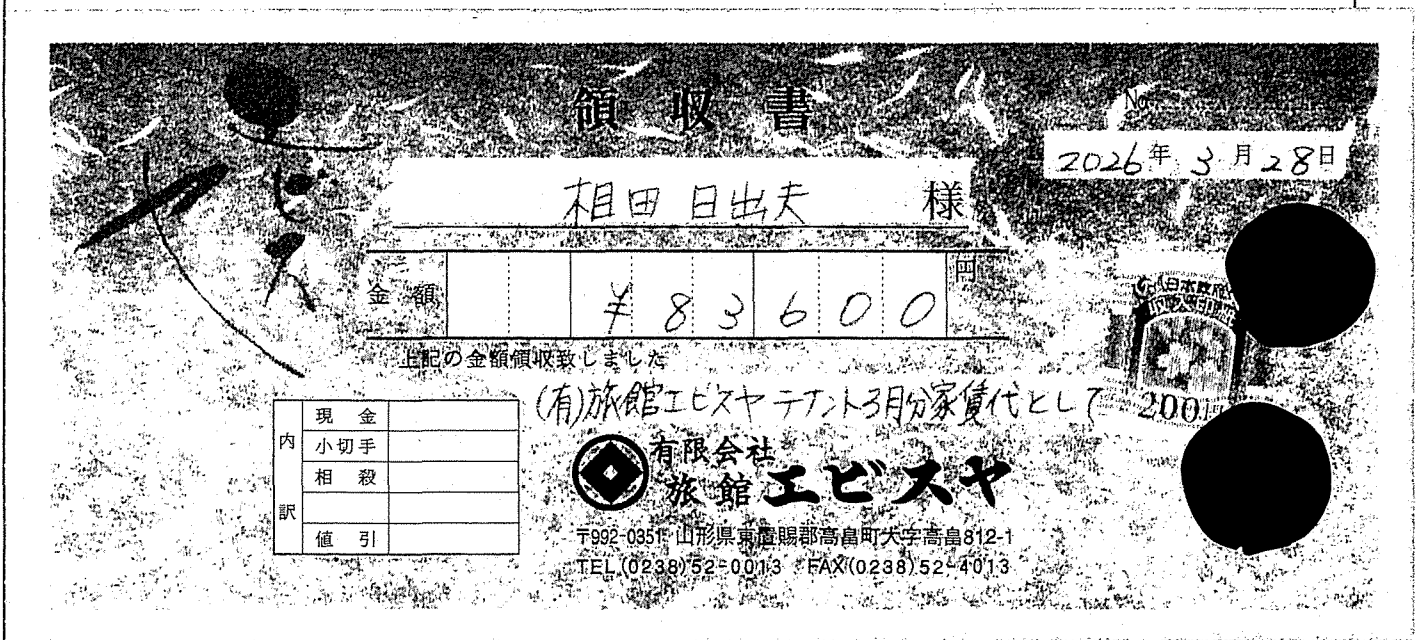 領収書
No.
2026年 3月 28日
相田 日出夫 様
金額 ¥83600 円
上記の金額領収致しました
(有)旅館エビスヤ テナント3月分家賃代として
200円
内訳
現金
小切手
相殺
値引
有限会社
旅館エビスヤ
〒992-0351 山形県東置賜郡高畠町大字高畠812-1
TEL(0238)52-0013 FAX(0238)52-4013